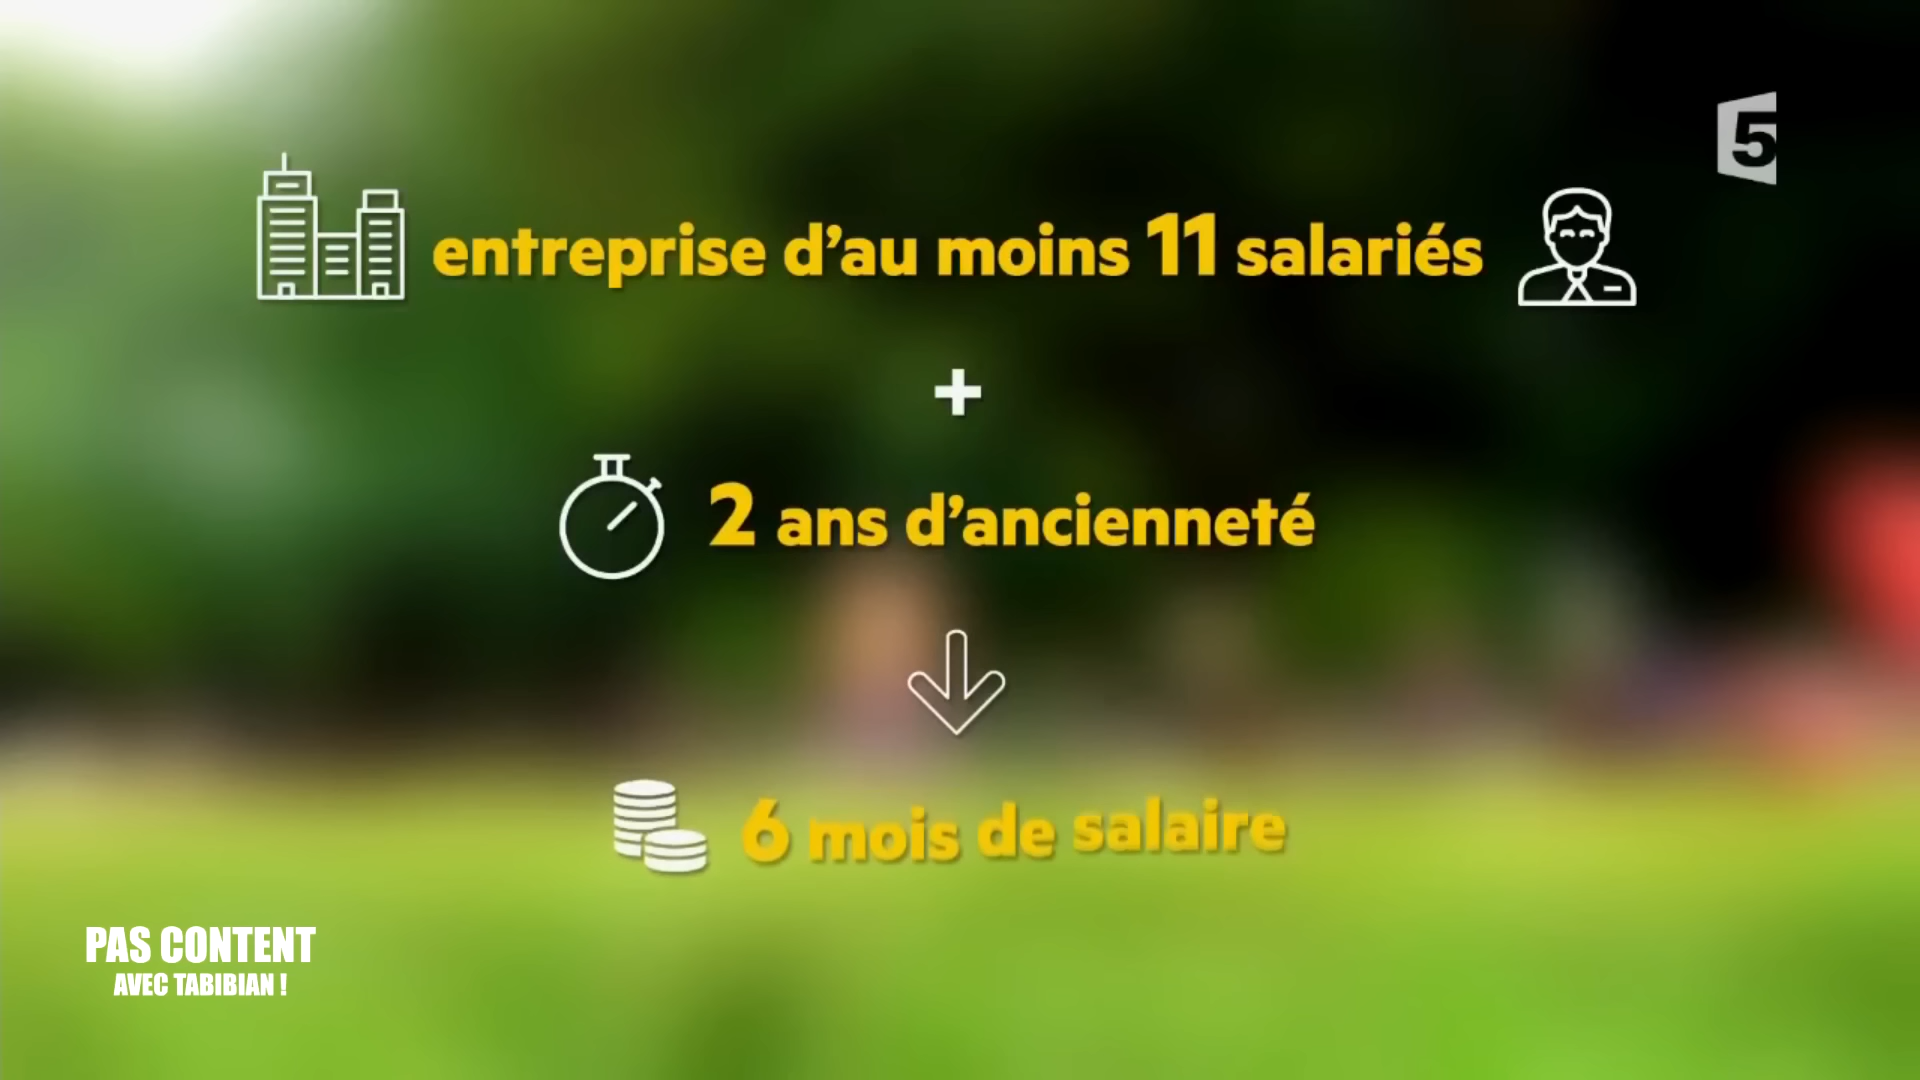 5
entreprise d’au moins 11 salariés
+
2 ans d’ancienneté
6 mois de salaire
PAS CONTENT
AVEC TABIBIAN !